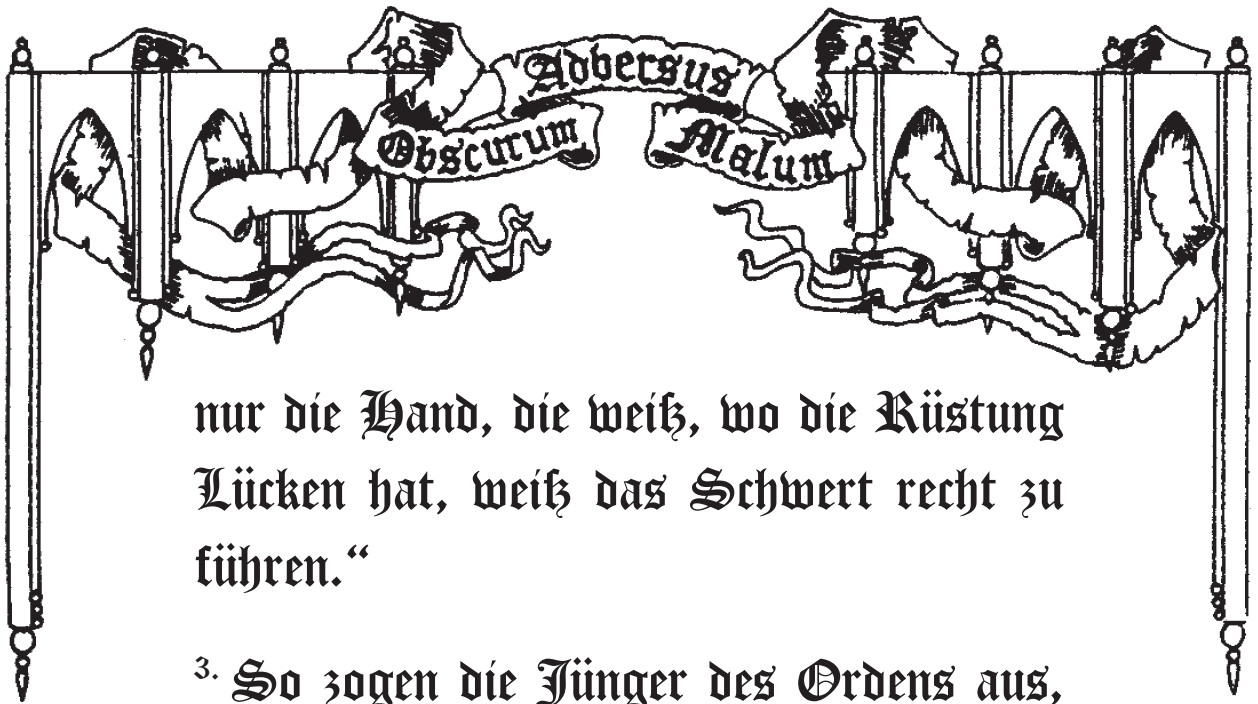 Adversus
Obscurum Malum
nur die Hand, die weiß, wo die Rüstung
Lücken hat, weiß das Schwert recht zu
führen.“
3. So zogen die Jünger des Ordens aus,